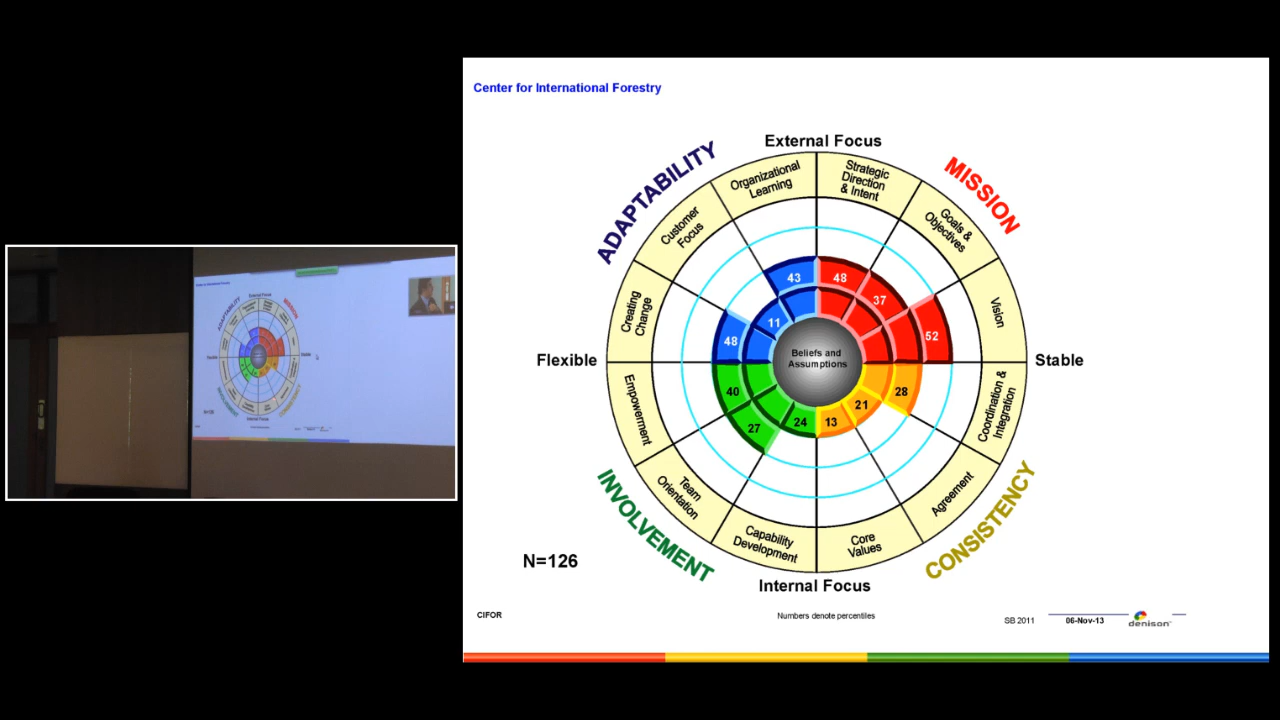 Center for International Forestry
External Focus
ADAPTABILITY
MISSION
Organizational
Learning
Strategic
Direction
& Intent
Customer
Focus
Goals &
Objectives
Creating
Change
Vision
43
48
37
11
48
52
Beliefs and
Assumptions
Flexible
Stable
40
28
27
24
13
21
Empowerment
Coordination &
Integration
Team
Orientation
Agreement
Capability
Development
Core
Values
INVOLVEMENT
CONSISTENCY
N=126
Internal Focus
CIFOR
Numbers denote percentiles
SB 2011
06-Nov-13
denison